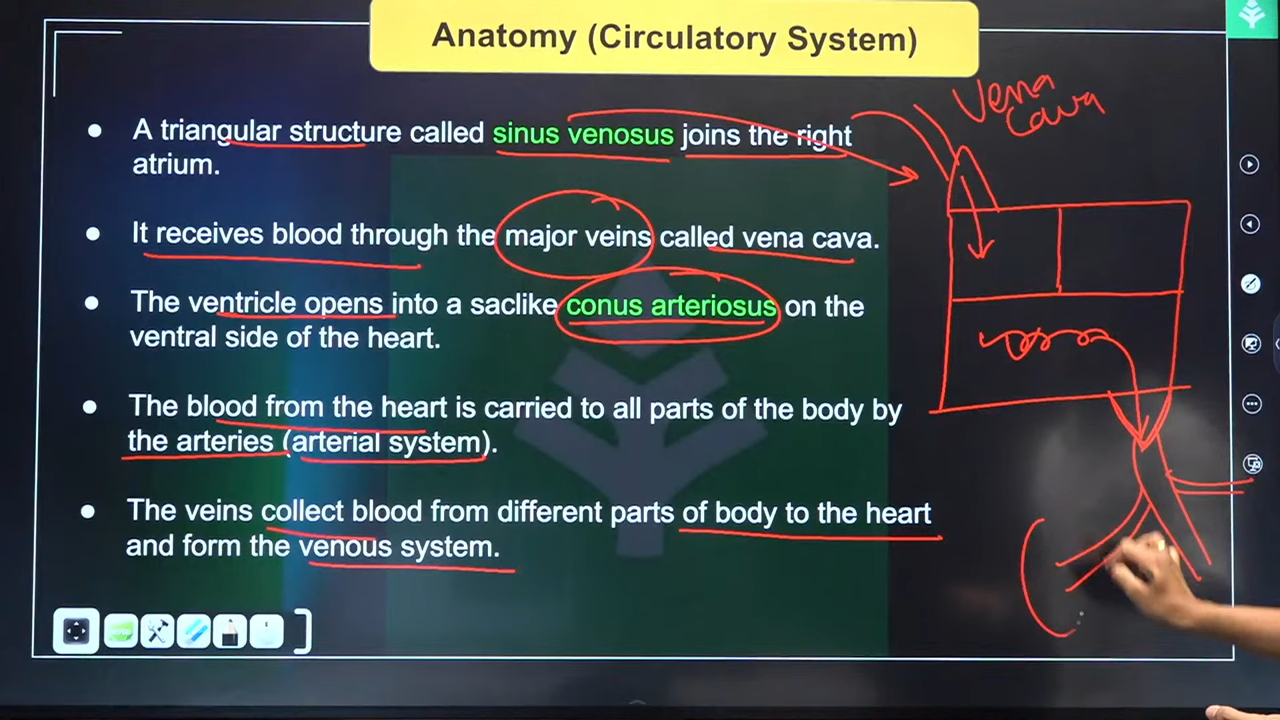 Anatomy (Circulatory System)
Vena
cava
● A triangular structure called sinus venosus joins the right
atrium.
● It receives blood through the major veins called vena cava.
● The ventricle opens into a saclike conus arteriosus on the
ventral side of the heart.
● The blood from the heart is carried to all parts of the body by
the arteries (arterial system).
● The veins collect blood from different parts of body to the heart
and form the venous system.